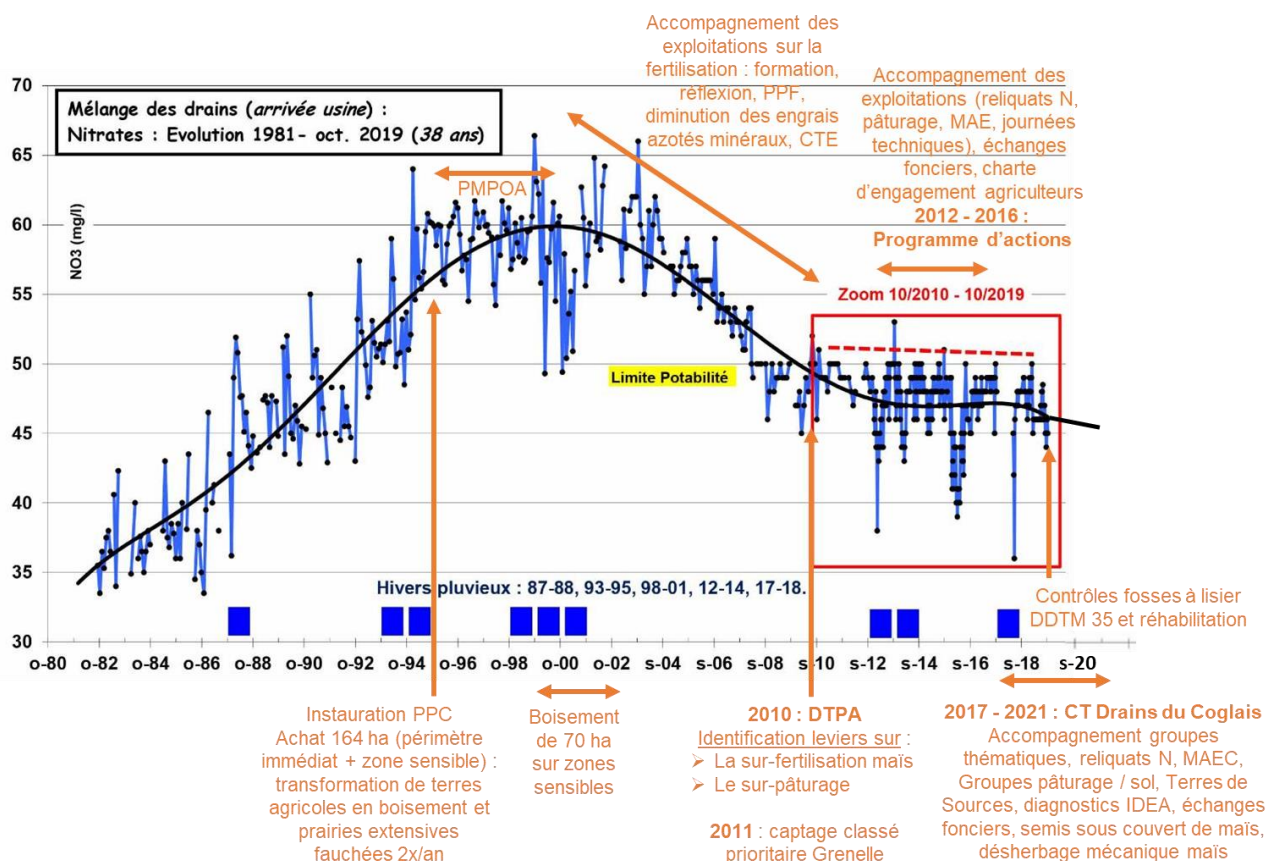 Accompagnement des
exploitations sur la
fertilisation : formation,
réflexion, PPF,
diminution des engrais
azotés minéraux, CTE
Accompagnement des
exploitations (reliquats N,
pâturage, MAE, journées
techniques), échanges
fonciers, charte
d'engagement agriculteurs
2012 - 2016 :
Programme d'actions
Mélange des drains (arrivée usine) :
Nitrates : Evolution 1981- oct. 2019 (38 ans)
PMPOA
NO3 (mg/l)
70
65
60
55
50
45
40
35
30
Zoom 10/2010 - 10/2019
Limite Potabilité
Hivers pluvieux : 87-88, 93-95, 98-01, 12-14, 17-18.
Contrôles fosses à lisier
DDTM 35 et réhabilitation
o-80 o-82 o-84 o-86 o-88 o-90 o-92 o-94 o-96 o-98 o-00 o-02 s-04 s-06 s-08 s-10 s-12 s-14 s-16 s-18 s-20
Instauration PPC
Achat 164 ha (périmètre
immédiat + zone sensible) :
transformation de terres
agricoles en boisement et
prairies extensives
fauchées 2x/an
Boisement
de 70 ha
sur zones
sensibles
2010 : DTPA
Identification leviers sur :
➢ La sur-fertilisation maïs
➢ Le sur-pâturage
2011 : captage classé
prioritaire Grenelle
2017 - 2021 : CT Drains du Coglais
Accompagnement groupes
thématiques, reliquats N, MAEC,
Groupes pâturage / sol, Terres de
Sources, diagnostics IDEA, échanges
fonciers, semis sous couvert de maïs,
désherbage mécanique maïs